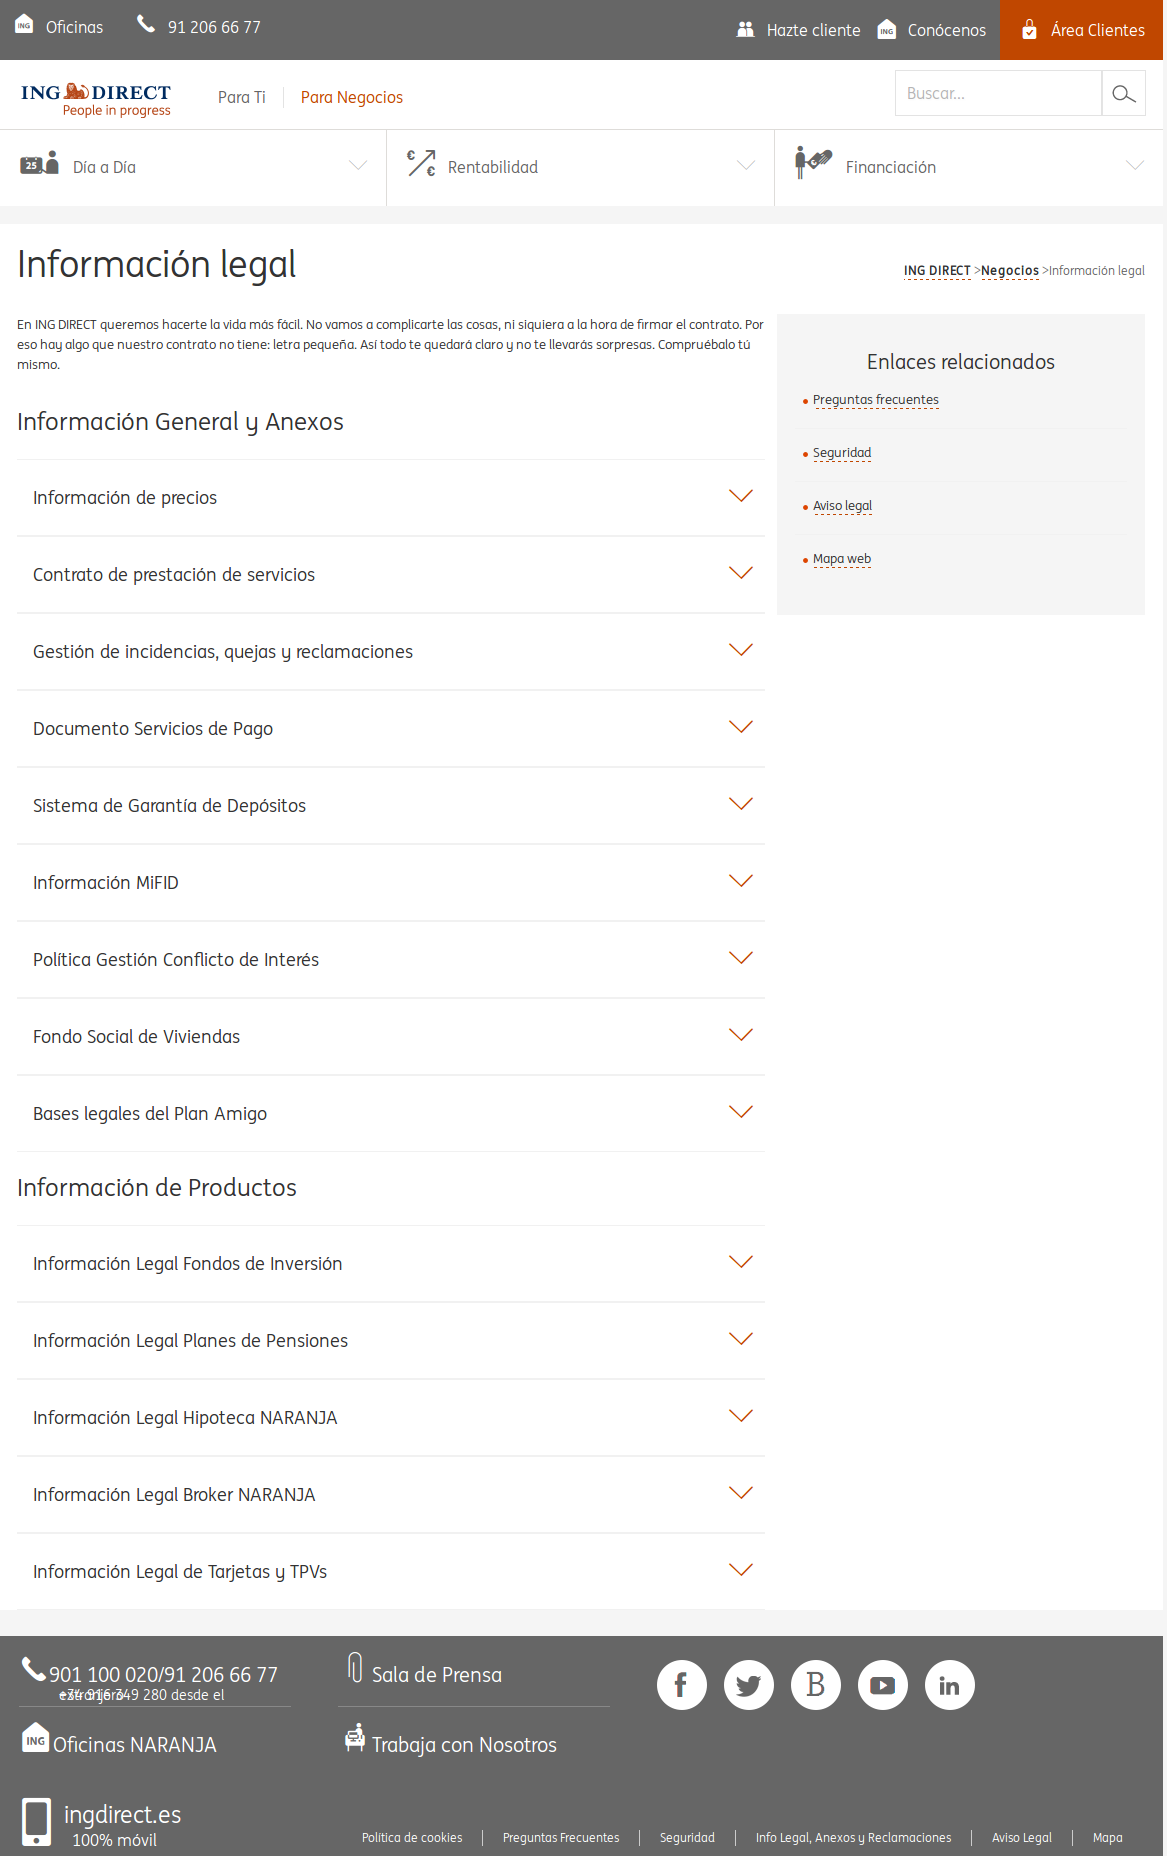 Oficinas
91 206 66 77
Hazte cliente
Conócenos
Área Clientes
ING DIRECT
People in progress
Para Ti
Para Negocios
Buscar...
Día a Día
Rentabilidad
Financiación
Información legal
ING DIRECT >Negocios >Información legal
En ING DIRECT queremos hacerte la vida más fácil. No vamos a complicarte las cosas, ni siquiera a la hora de firmar el contrato. Por
eso hay algo que nuestro contrato no tiene: letra pequeña. Así todo te quedará claro y no te llevarás sorpresas. Compruébalo tú
mismo.
Enlaces relacionados
Preguntas frecuentes
Seguridad
Aviso legal
Mapa web
Información General y Anexos
Información de precios
Contrato de prestación de servicios
Gestión de incidencias, quejas y reclamaciones
Documento Servicios de Pago
Sistema de Garantía de Depósitos
Información MiFID
Política Gestión Conflicto de Interés
Fondo Social de Viviendas
Bases legales del Plan Amigo
Información de Productos
Información Legal Fondos de Inversión
Información Legal Planes de Pensiones
Información Legal Hipoteca NARANJA
Información Legal Broker NARANJA
Información Legal de Tarjetas y TPVs
901 100 020/91 206 66 77
349 280 desde el
Sala de Prensa
ING
Oficinas NARANJA
Trabaja con Nosotros
ingdirect.es
100% móvil
Política de cookies
Preguntas Frecuentes
Seguridad
Info Legal, Anexos y Reclamaciones
Aviso Legal
Mapa